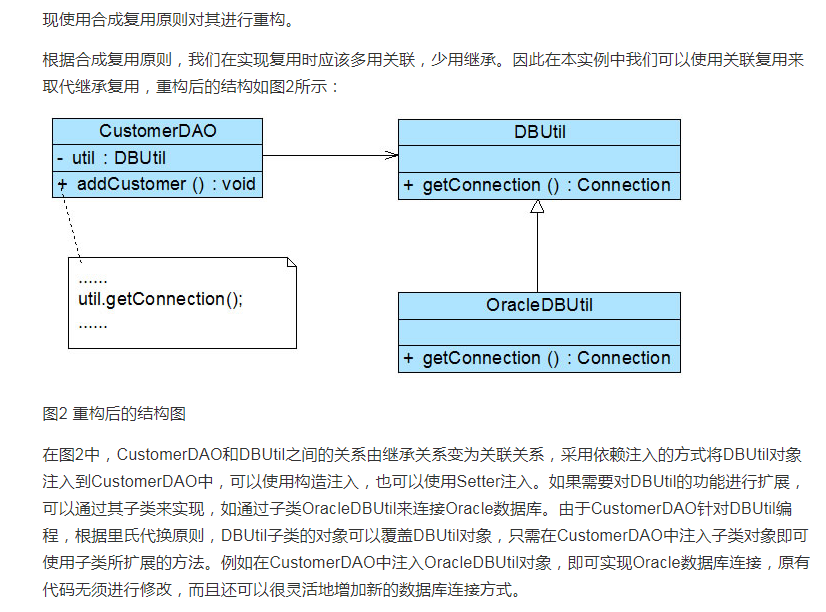 现使用合成复用原则对其进行重构。
根据合成复用原则，我们在实现复用时应该多用关联，少用继承。因此在本实例中我们可以使用关联复用来
取代继承复用，重构后的结构如图2所示：
CustomerDAO
- util : DBUtil
+ addCustomer () : void
DBUtil
+ getConnection () : Connection
......
util.getConnection();
......
OracleDBUtil
+ getConnection () : Connection
图2 重构后的结构图
在图2中，CustomerDAO和DBUtil之间的关系由继承关系变为关联关系，采用依赖注入的方式将DBUtil对象
注入到CustomerDAO中，可以使用构造注入，也可以使用Setter注入。如果需要对DBUtil的功能进行扩展，
可以通过其子类来实现，如通过子类OracleDBUtil来连接Oracle数据库。由于CustomerDAO针对DBUtil编
程，根据里氏代换原则，DBUtil子类的对象可以覆盖DBUtil对象，只需在CustomerDAO中注入子类对象即可
使用子类所扩展的方法。例如在CustomerDAO中注入OracleDBUtil对象，即可实现Oracle数据库连接，原有
代码无须进行修改，而且还可以很灵活地增加新的数据库连接方式。